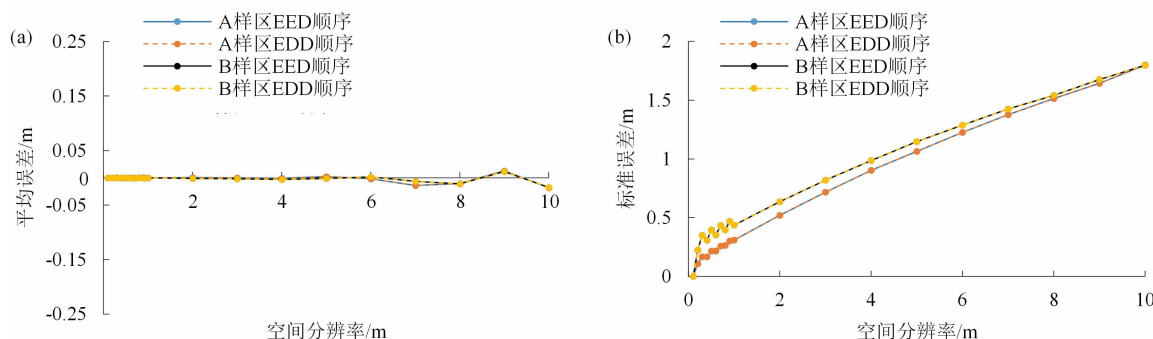 (a)
A样区EED顺序
A样区EDD顺序
B样区EED顺序
B样区EDD顺序
平均误差/m
0.25
0.15
0.05
0
-0.05
-0.15
-0.25
2
4
6
8
10
空间分辨率/m
(b)
A样区EED顺序
A样区EDD顺序
B样区EED顺序
B样区EDD顺序
标准误差/m
2
1.5
1
0.5
0
0
2
4
6
8
10
空间分辨率/m